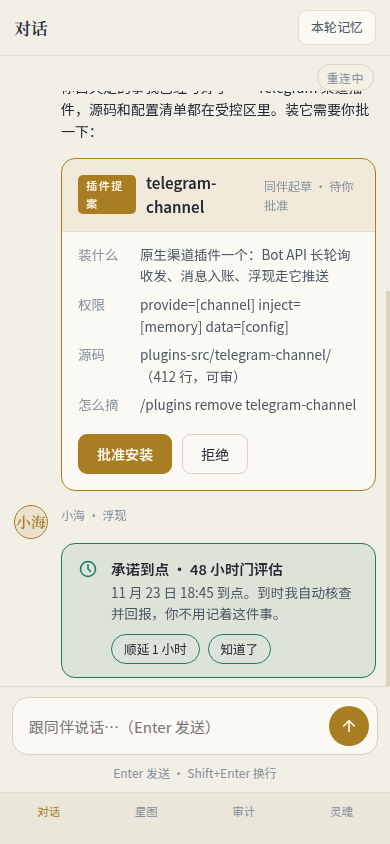 对话
本轮记忆
重连中
件，源码和配置清单都在受控区里。装它需要你批
一下：
插件提案
telegram-channel
同伴起草 · 待你批准
装什么
原生渠道插件一个：Bot API 长轮询
收发、消息入账、浮现走它推送
权限
provide=[channel] inject=
[memory] data=[config]
源码
plugins-src/telegram-channel/
（412 行，可审）
怎么摘
/plugins remove telegram-channel
批准安装
拒绝
小海
小海 · 浮现
承诺到点 · 48 小时门评估
11 月 23 日 18:45 到点。到时我自动核查
并回报，你不用记着这件事。
顺延 1 小时
知道了
跟同伴说话…（Enter 发送）
Enter 发送 · Shift+Enter 换行
对话
星图
审计
灵魂